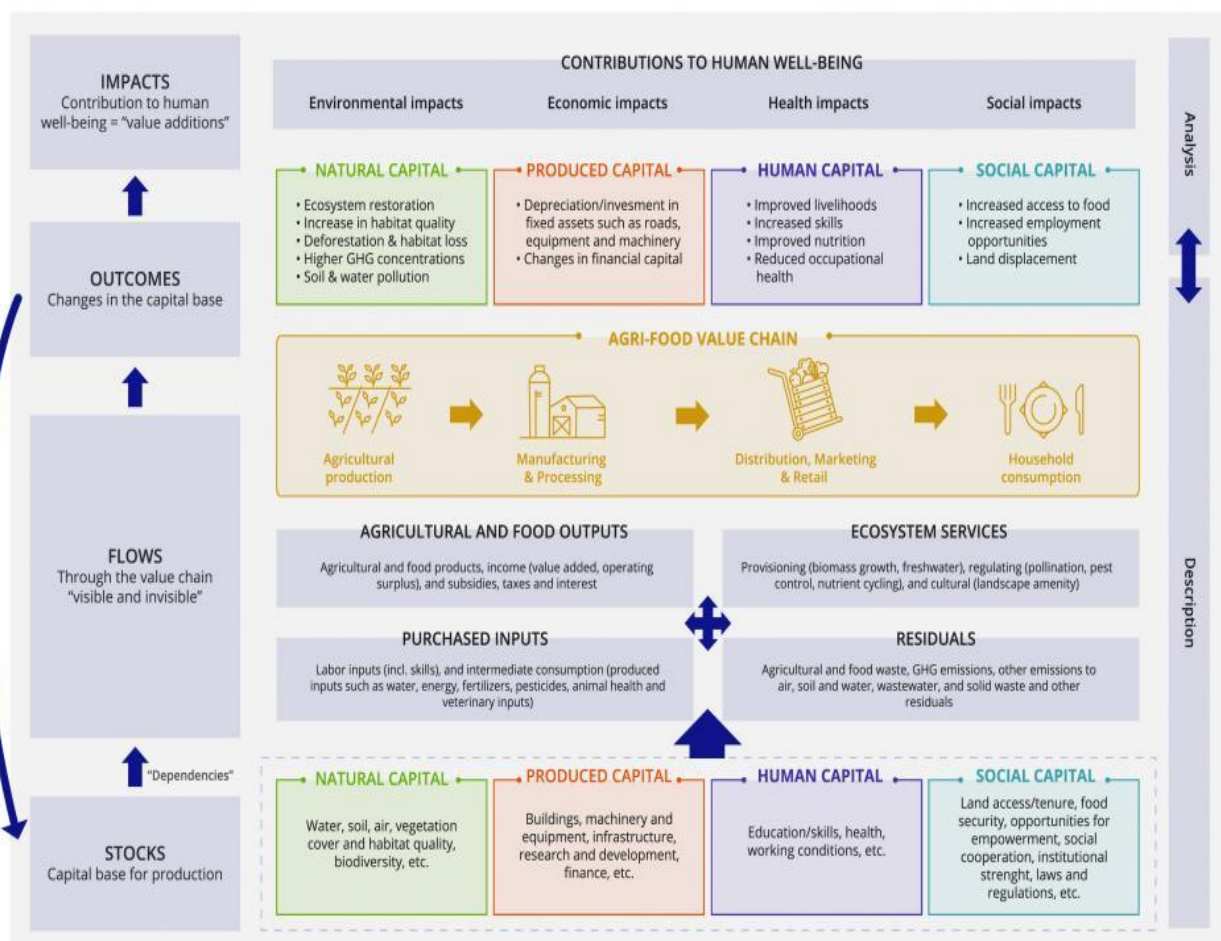 IMPACTS
Contribution to human
well-being = “value additions”
OUTCOMES
Changes in the capital base
FLOWS
Through the value chain
“visible and invisible”
"Dependencies"
STOCKS
Capital base for production
CONTRIBUTIONS TO HUMAN WELL-BEING
Environmental impacts
Economic impacts
Health impacts
Social impacts
NATURAL CAPITAL
• Ecosystem restoration
• Increase in habitat quality
• Deforestation & habitat loss
• Higher GHG concentrations
• Soil & water pollution
PRODUCED CAPITAL
• Depreciation/invesment in
fixed assets such as roads,
equipment and machinery
• Changes in financial capital
HUMAN CAPITAL
• Improved livelihoods
• Increased skills
• Improved nutrition
• Reduced occupational
health
SOCIAL CAPITAL
• Increased access to food
• Increased employment
opportunities
• Land displacement
AGRI-FOOD VALUE CHAIN
Agricultural
production
Manufacturing
& Processing
Distribution, Marketing
& Retail
Household
consumption
AGRICULTURAL AND FOOD OUTPUTS
Agricultural and food products, income (value added, operating
surplus), and subsidies, taxes and interest
ECOSYSTEM SERVICES
Provisioning (biomass growth, freshwater), regulating (pollination, pest
control, nutrient cycling), and cultural (landscape amenity)
PURCHASED INPUTS
Labor inputs (incl. skills), and intermediate consumption (produced
inputs such as water, energy, fertilizers, pesticides, animal health and
veterinary inputs)
RESIDUALS
Agricultural and food waste, GHG emissions, other emissions to
air, soil and water, wastewater, and solid waste and other
residuals
NATURAL CAPITAL
Water, soil, air, vegetation
cover and habitat quality,
biodiversity, etc.
PRODUCED CAPITAL
Buildings, machinery and
equipment, infrastructure,
research and development,
finance, etc.
HUMAN CAPITAL
Education/skills, health,
working conditions, etc.
SOCIAL CAPITAL
Land access/tenure, food
security, opportunities for
empowerment, social
cooperation, institutional
strenght, laws and
regulations, etc.
Analysis
Description